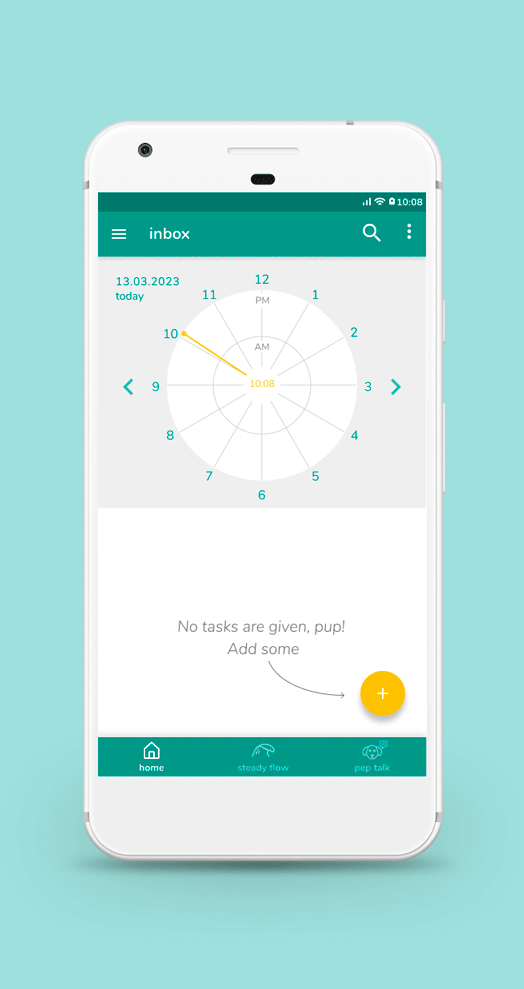 10:08
inbox
13.03.2023
today
12
11
1
PM
10
2
AM
9
10:08
3
8
4
7
5
6
No tasks are given, pup!
Add some
+
home
steady flow
pep talk